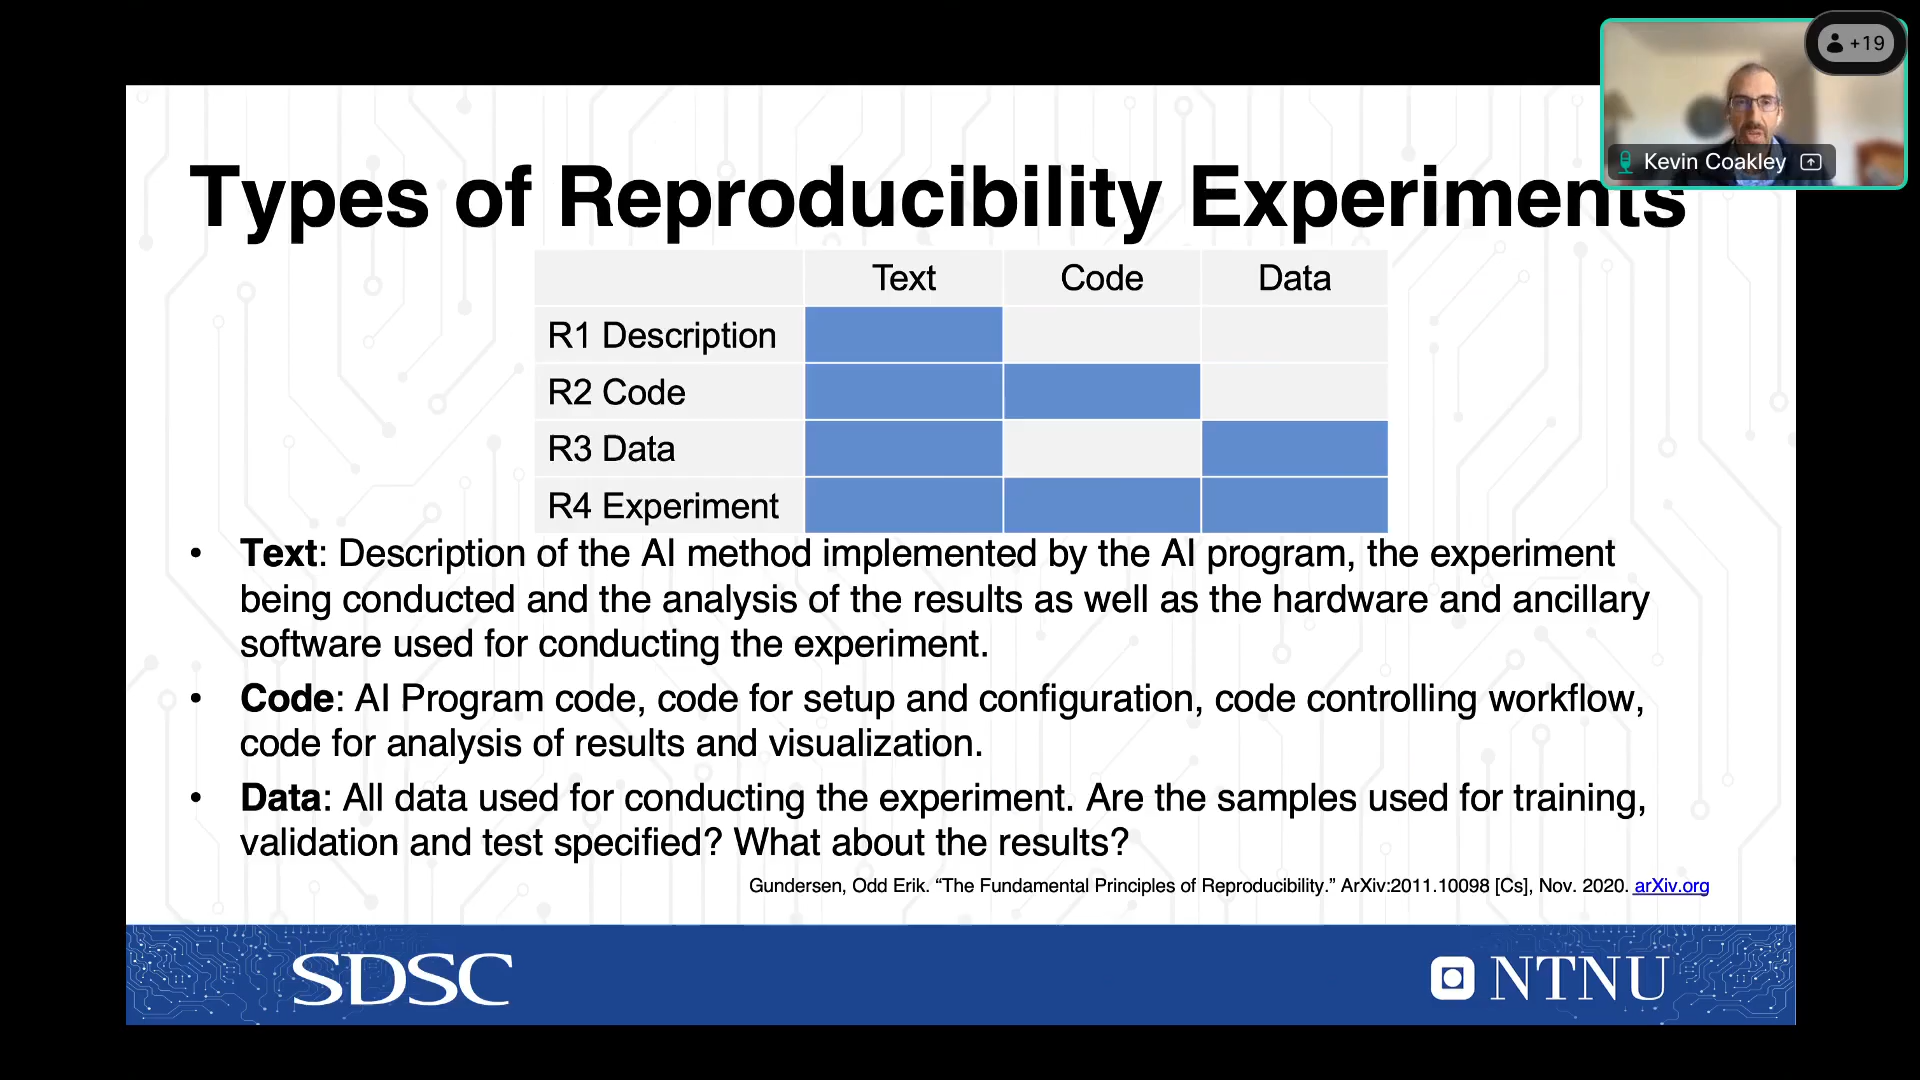 +19
Kevin Coakley
Types of Reproducibility Experiments
Text Code Data
R1 Description
R2 Code
R3 Data
R4 Experiment
• Text: Description of the AI method implemented by the AI program, the experiment
being conducted and the analysis of the results as well as the hardware and ancillary
software used for conducting the experiment.
• Code: AI Program code, code for setup and configuration, code controlling workflow,
code for analysis of results and visualization.
• Data: All data used for conducting the experiment. Are the samples used for training,
validation and test specified? What about the results?
Gundersen, Odd Erik. “The Fundamental Principles of Reproducibility.” ArXiv:2011.10098 [Cs], Nov. 2020. arXiv.org
SDSC
NTNU